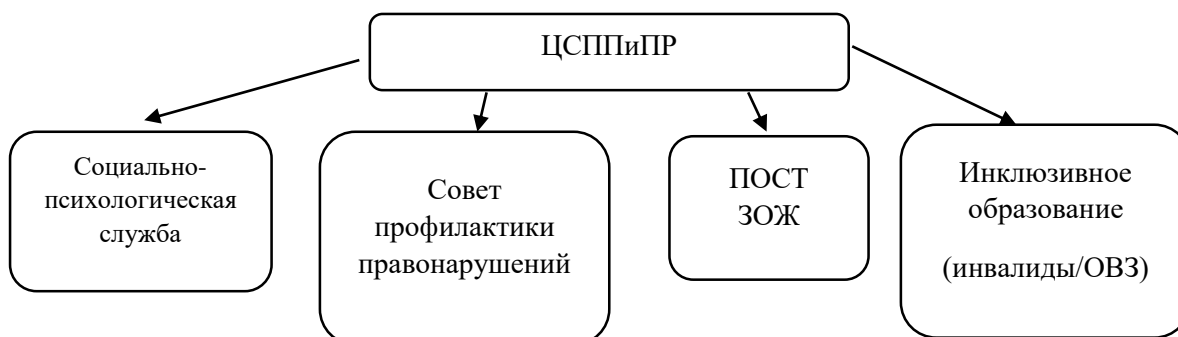 ЦСППиПР
Социально-
психологическая
служба
Совет
профилактики
правонарушений
ПОСТ
ЗОЖ
Инклюзивное
образование
(инвалиды/ОВЗ)